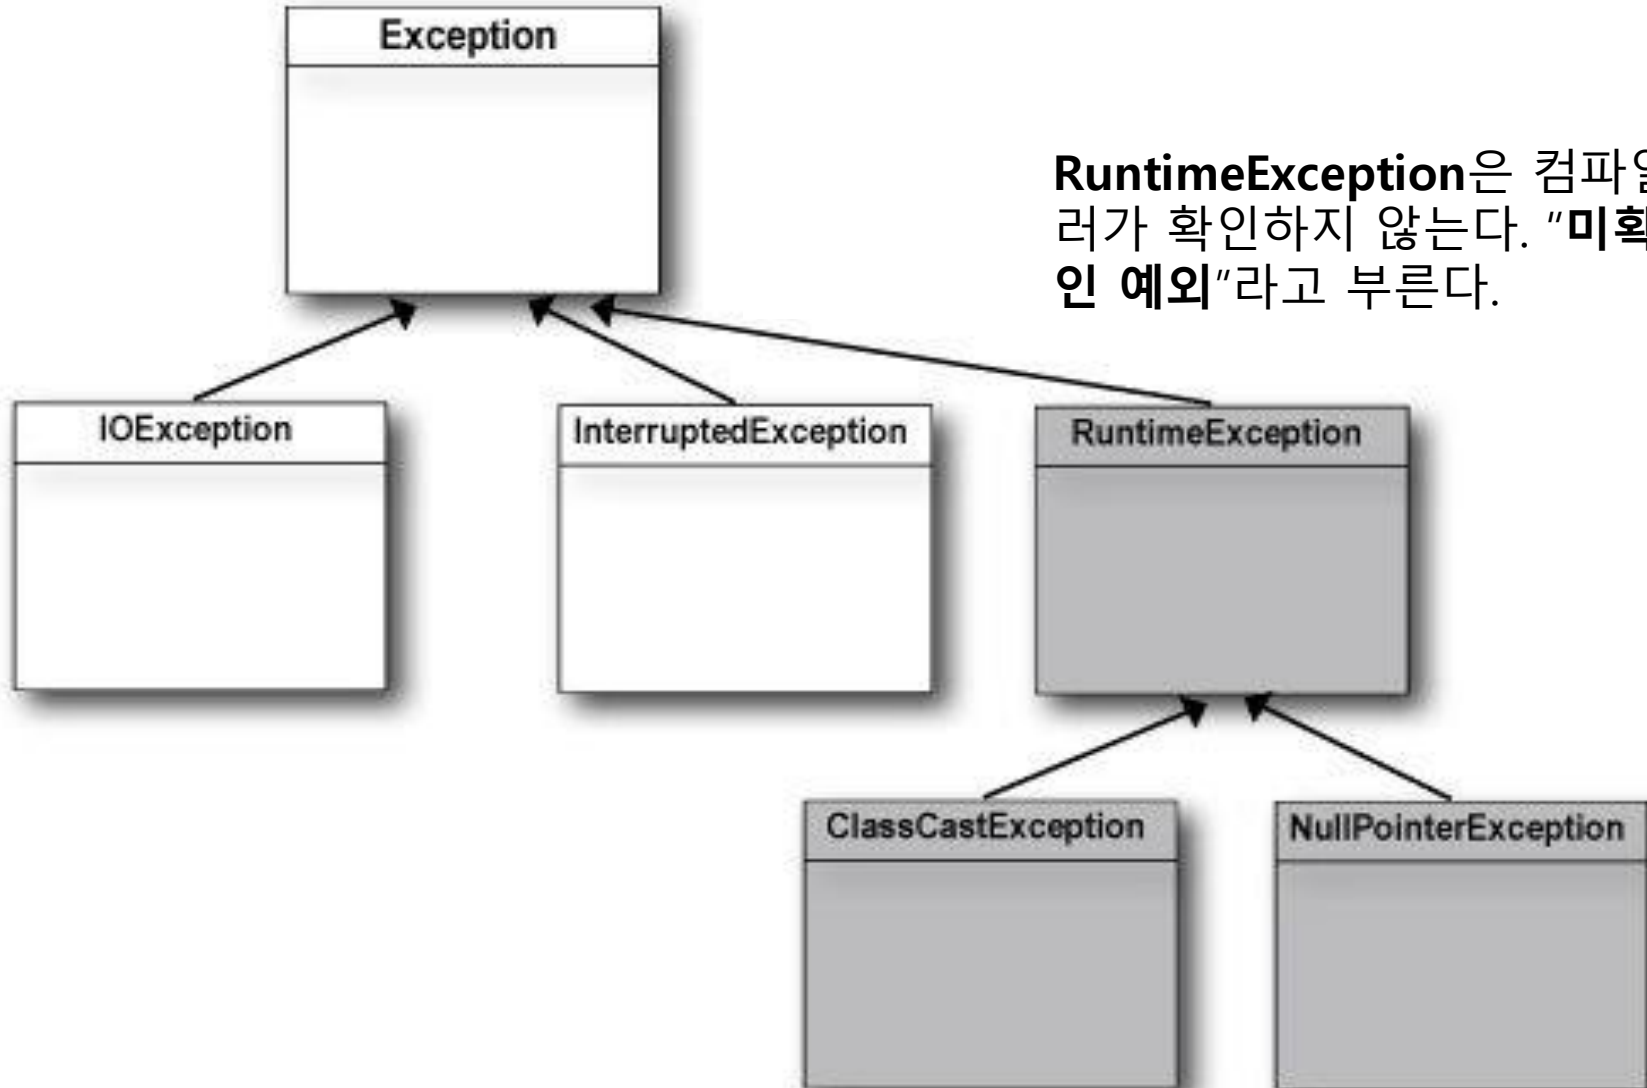 Exception
RuntimeException은 컴파일
러가 확인하지 않는다. "미확
인 예외"라고 부른다.
IOException
InterruptedException
RuntimeException
ClassCastException
NullPointerException